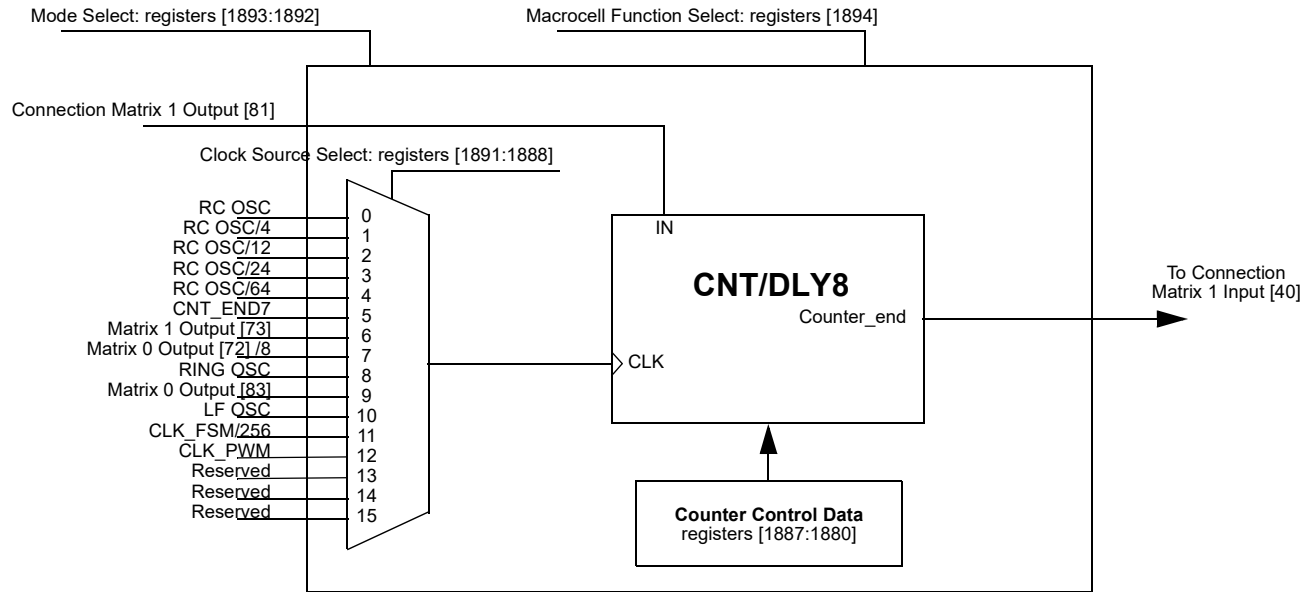 Mode Select: registers [1893:1892]
Macrocell Function Select: registers [1894]
Connection Matrix 1 Output [81]
Clock Source Select: registers [1891:1888]
RC OSC
0
RC OSC/4
1
RC OSC/12
2
RC OSC/24
3
RC OSC/64
4
CNT_END7
5
Matrix 1 Output [73]
6
Matrix 0 Output [72] /8
7
RING OSC
8
Matrix 0 Output [83]
9
LF OSC
10
CLK_FSM/256
11
CLK_PWM
12
Reserved
13
Reserved
14
Reserved
15
IN
CNT/DLY8
Counter_end
CLK
To Connection
Matrix 1 Input [40]
Counter Control Data
registers [1887:1880]